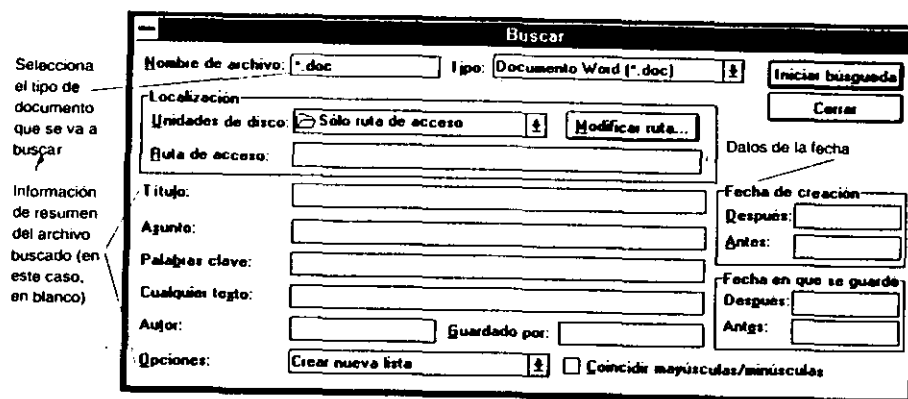 Buscar
Selecciona
el tipo de
documento
que se va a
buscar
Información
de resumen
del archivo
buscado (en
este caso,
en blanco)
Nombre de archivo: *.doc Tipo: Documento Word (*.doc)
Iniciar búsqueda
Cerrar
Localización
Unidades de disco: Sólo ruta de acceso Modificar ruta...
Ruta de acceso:
Datos de la fecha
Título:
Asunto:
Palabras clave:
Cualquier texto:
Autor: Guardado por:
Opciones: Crear nueva lista Coincidir mayúsculas/minúsculas
Fecha de creación
Después:
Antes:
Fecha en que se guardó
Después:
Antes: